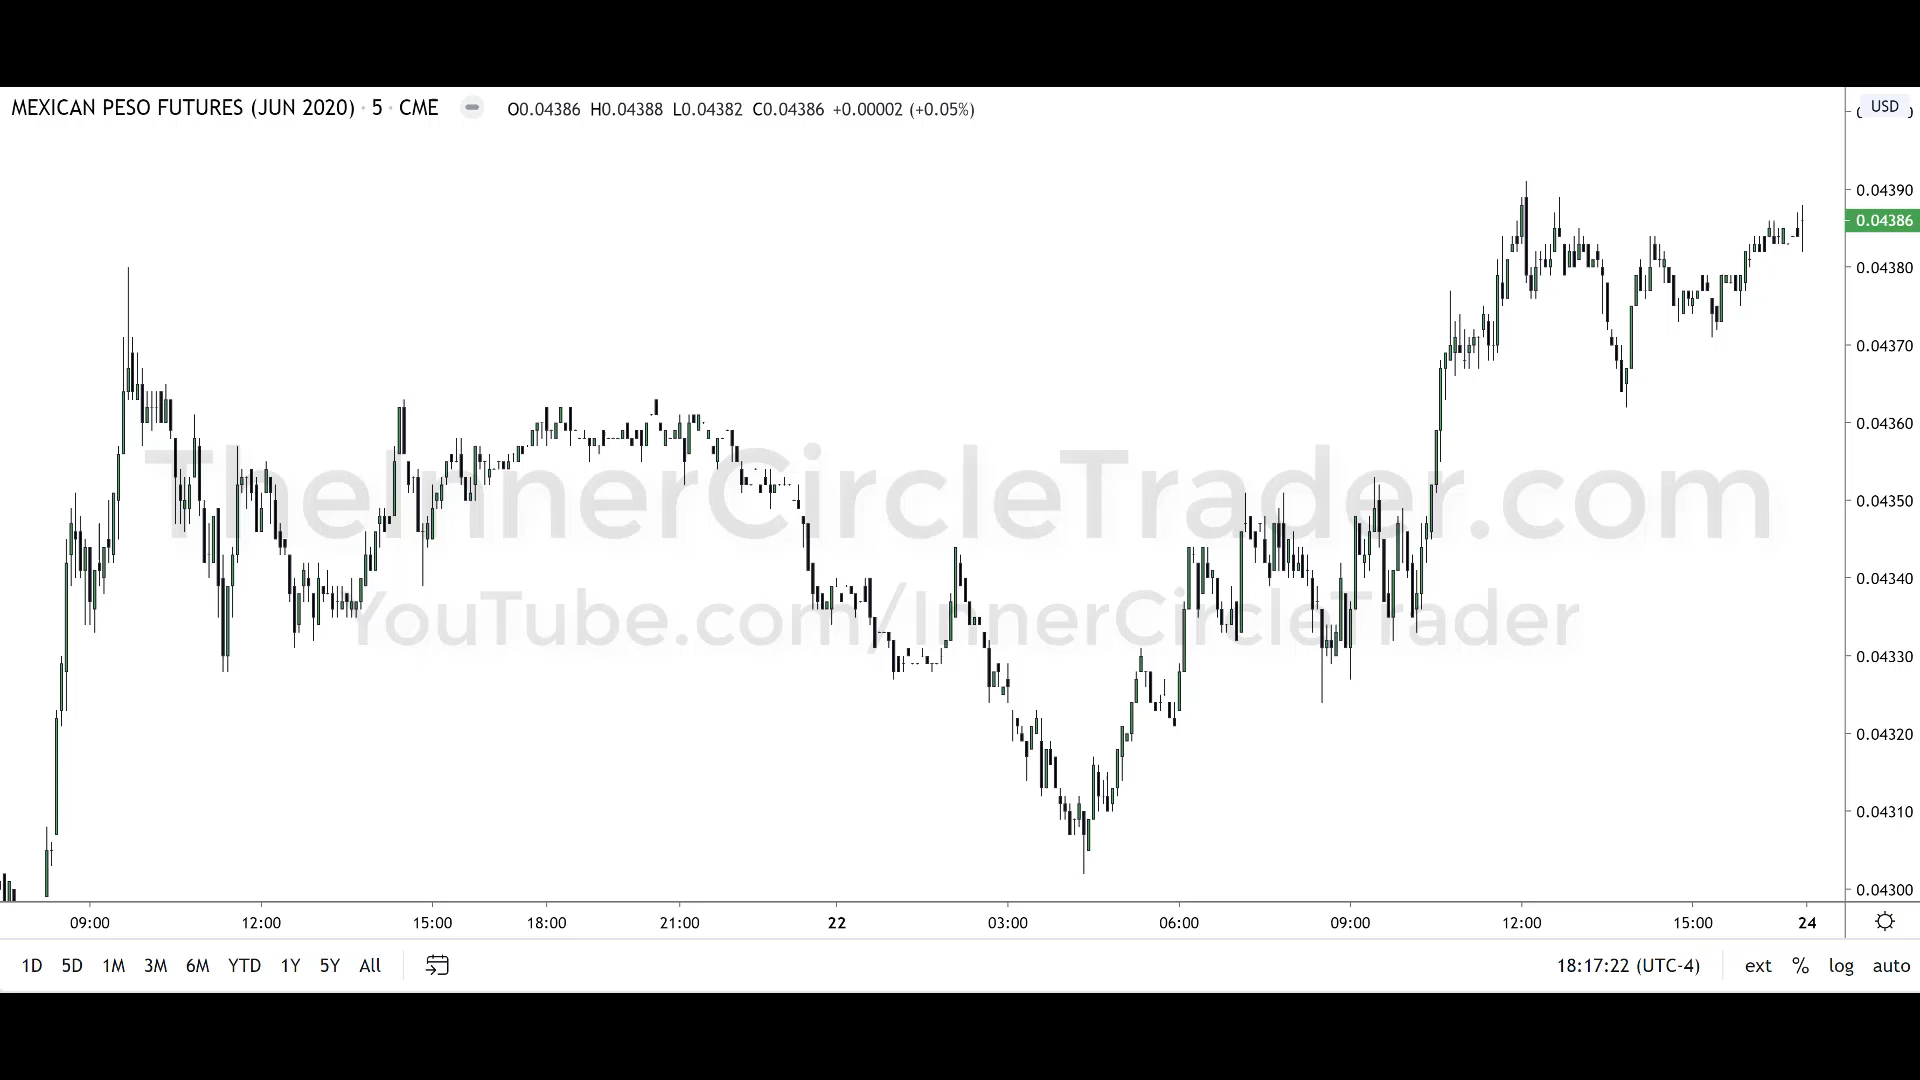 MEXICAN PESO FUTURES (JUN 2020) · 5 · CME O0.04386 H0.04388 L0.04382 C0.04386 +0.00002 (+0.05%)
USD
0.04390
0.04386
0.04380
0.04370
0.04360
TheInnerCircleTrader.com
0.04350
0.04340
YouTube.com/InnerCircleTrader
0.04330
0.04320
0.04310
0.04300
09:00 12:00 15:00 18:00 21:00 22 03:00 06:00 09:00 12:00 15:00 24
1D 5D 1M 3M 6M YTD 1Y 5Y All 18:17:22 (UTC-4) ext % log auto